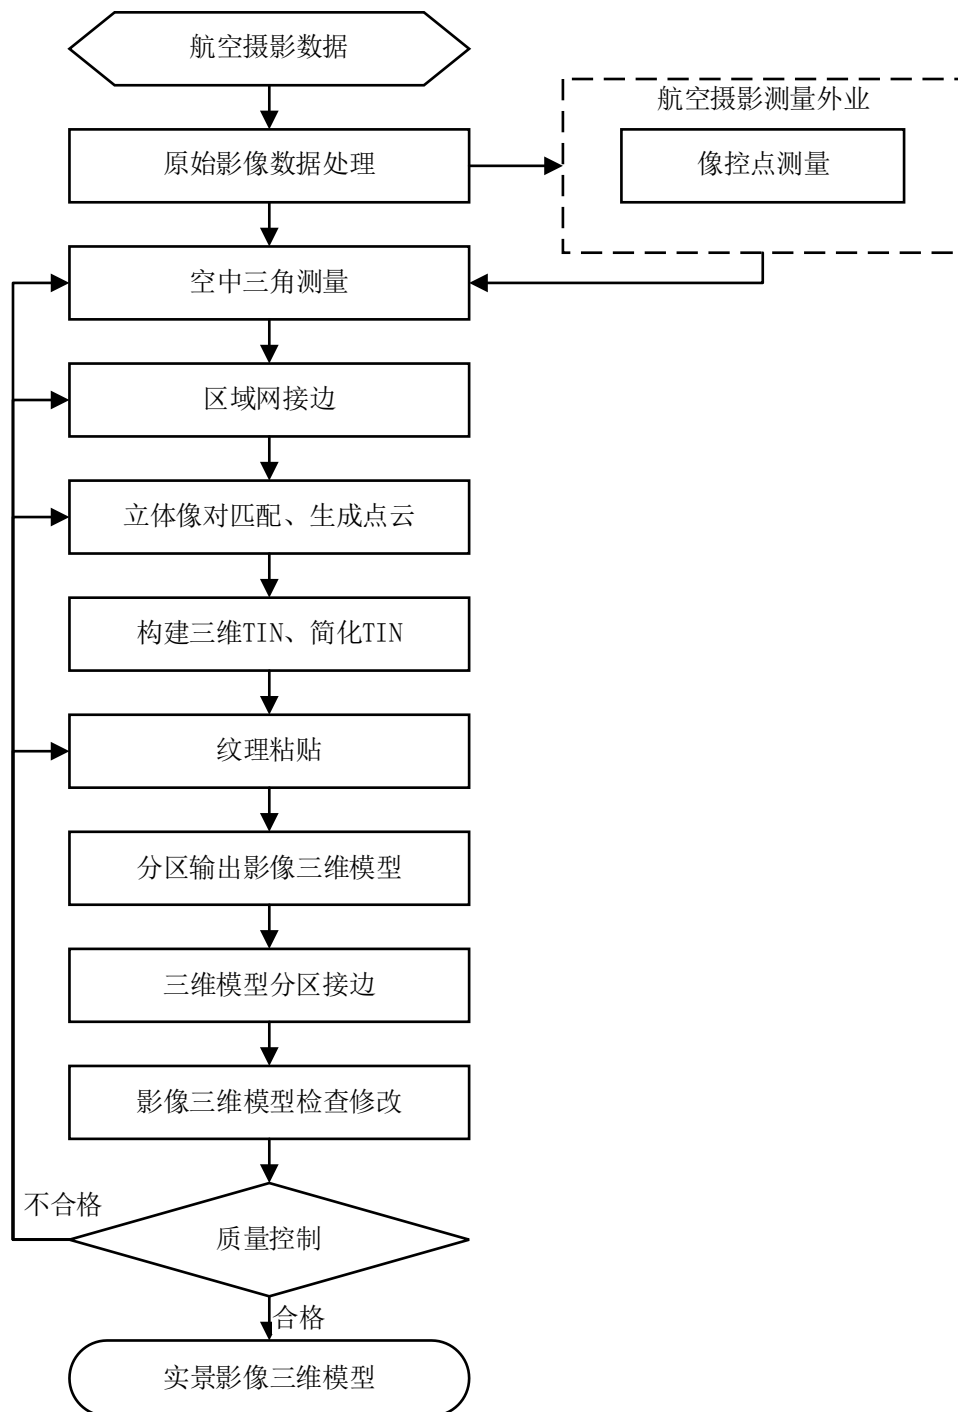 航空摄影数据
航空摄影测量外业
原始影像数据处理
像控点测量
空中三角测量
区域网接边
立体像对匹配、生成点云
构建三维TIN、简化TIN
纹理粘贴
分区输出影像三维模型
三维模型分区接边
影像三维模型检查修改
不合格
质量控制
合格
实景影像三维模型